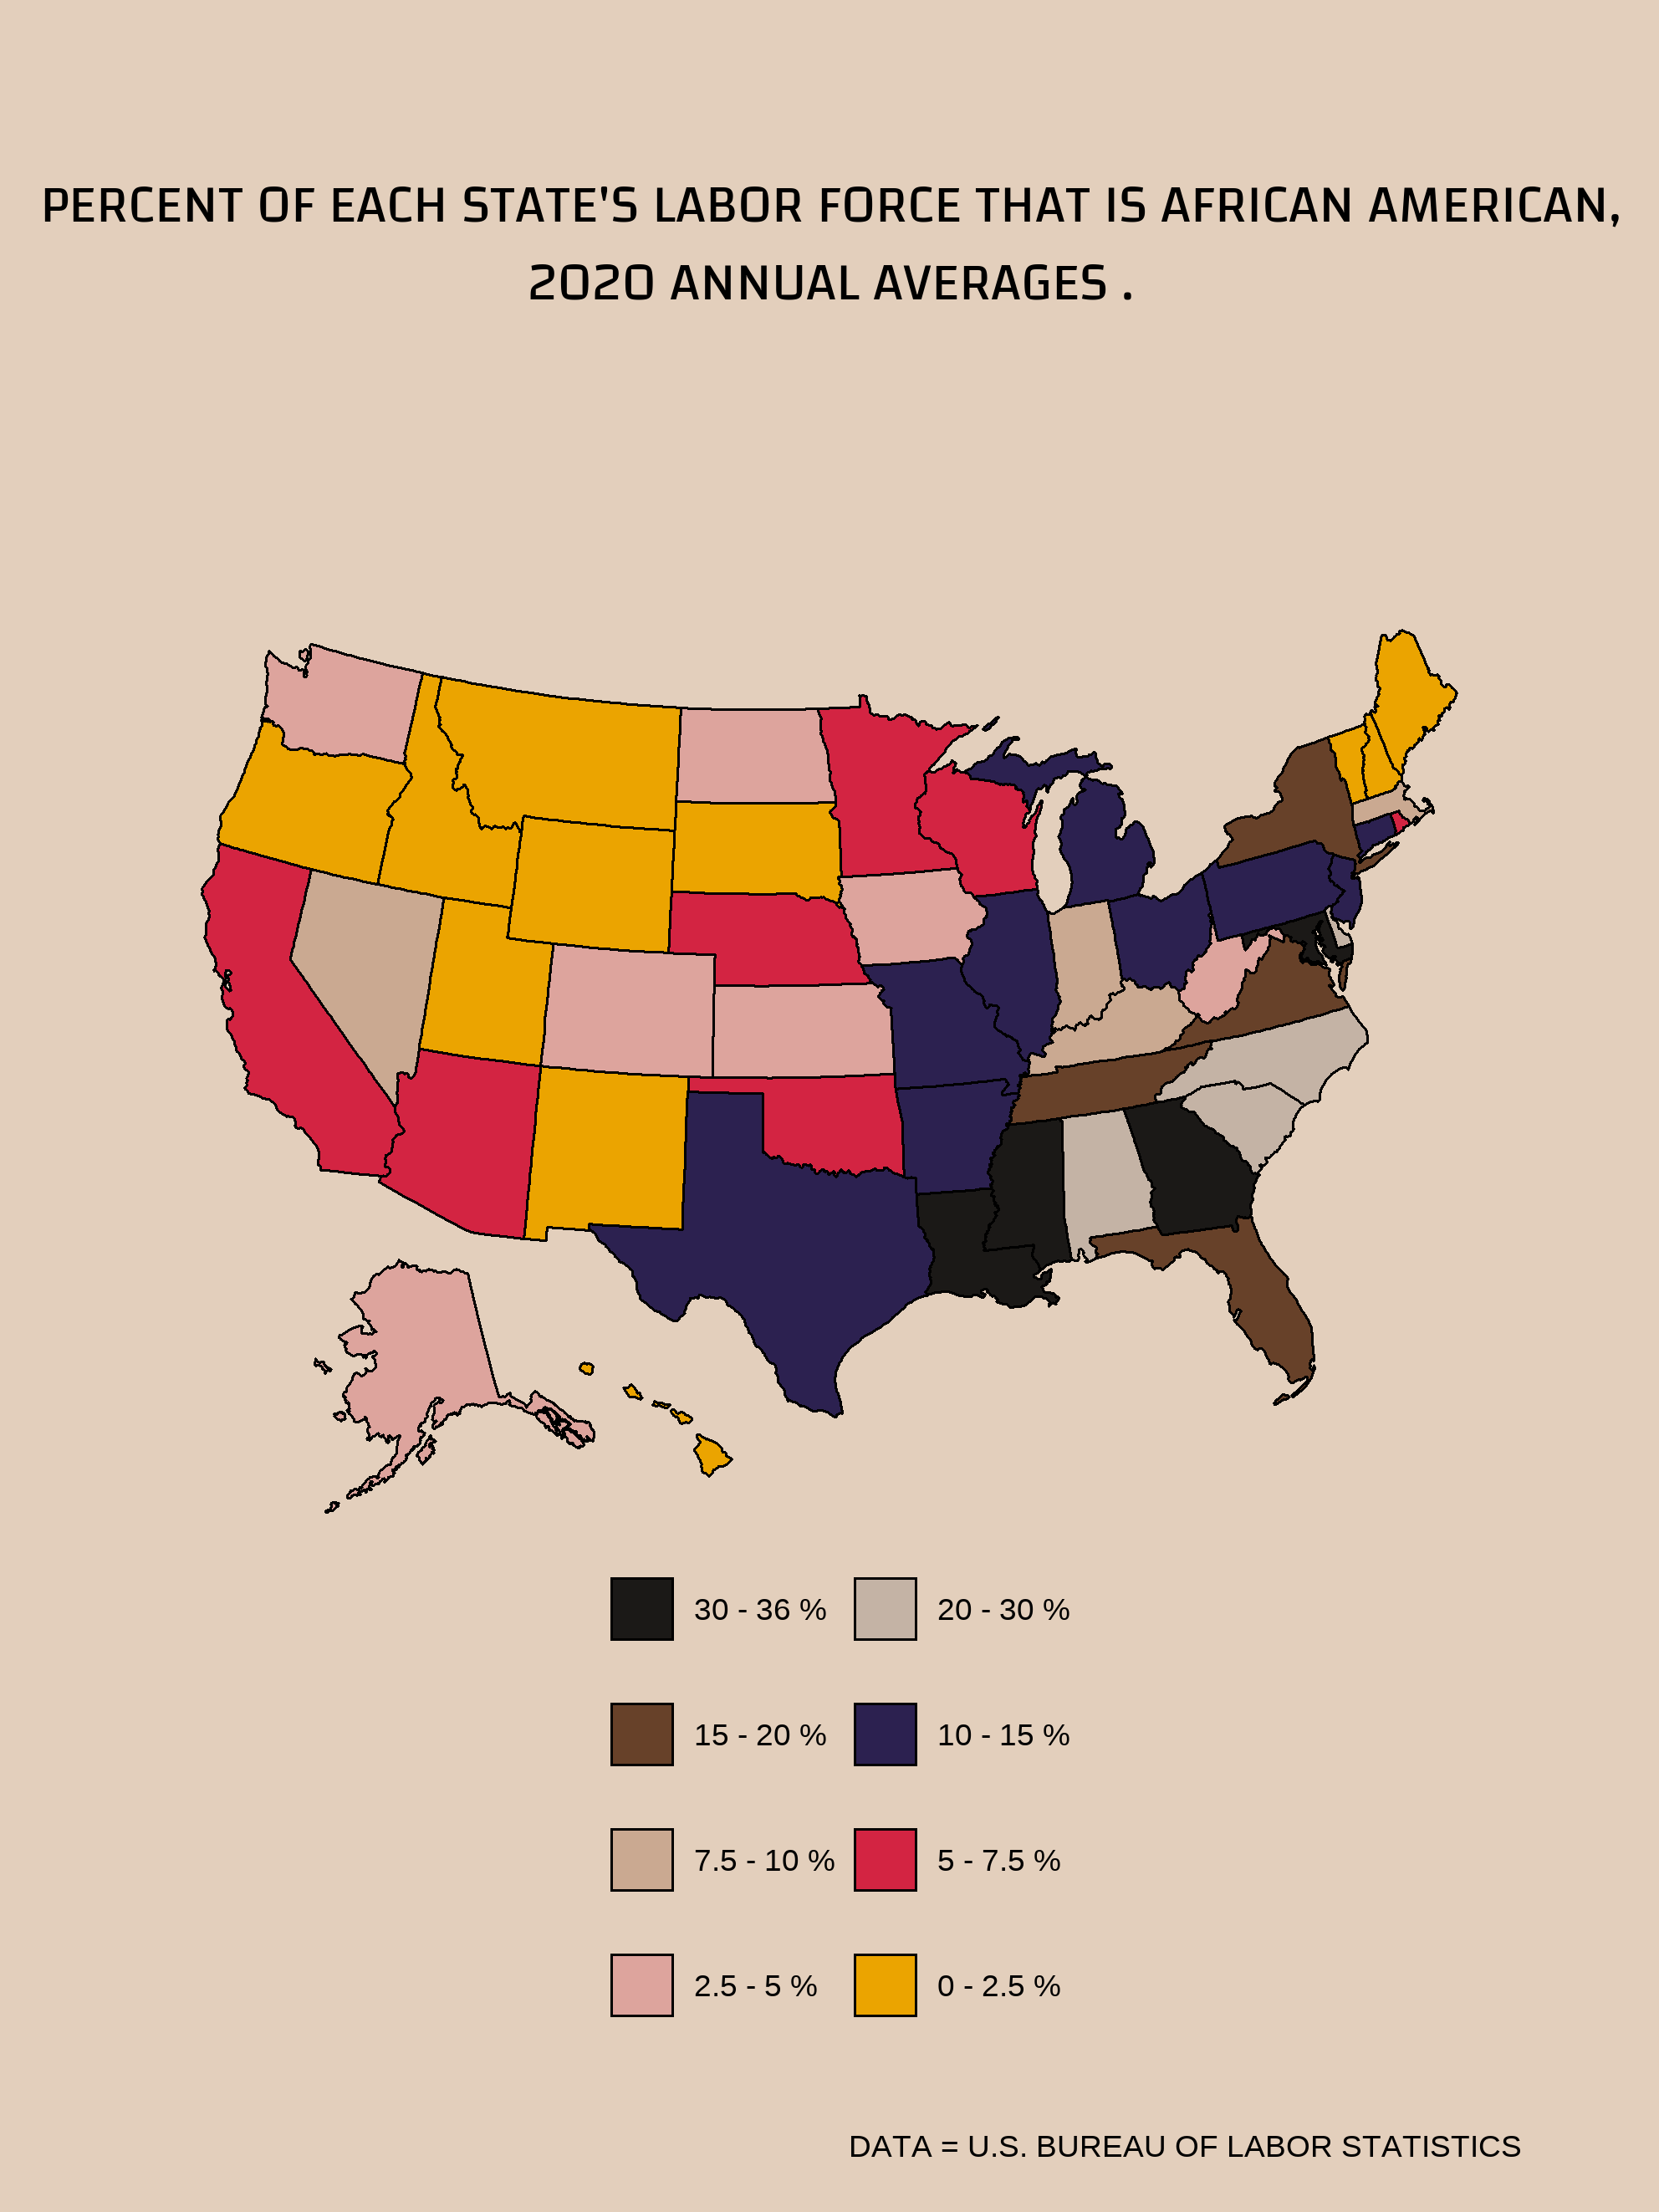 PERCENT OF EACH STATE'S LABOR FORCE THAT IS AFRICAN AMERICAN,
2020 ANNUAL AVERAGES .
30 - 36 %
20 - 30 %
15 - 20 %
10 - 15 %
7.5 - 10 %
5 - 7.5 %
2.5 - 5 %
0 - 2.5 %
DATA = U.S. BUREAU OF LABOR STATISTICS